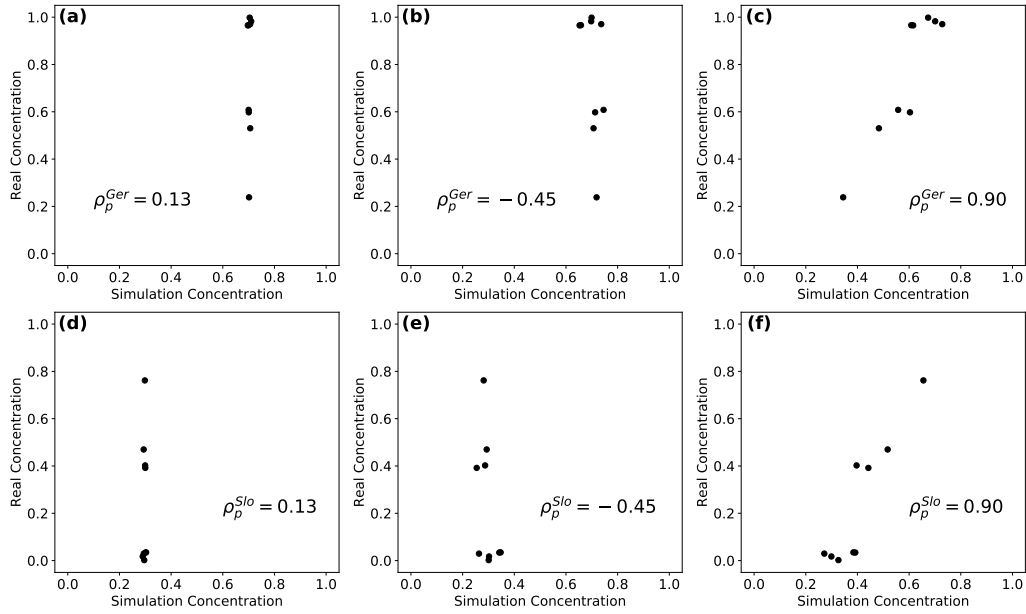 (a)
1.0
0.8
0.6
0.4
0.2
0.0
Real Concentration
ρ_p^{Ger} = 0.13
0.0 0.2 0.4 0.6 0.8 1.0
Simulation Concentration
(b)
1.0
0.8
0.6
0.4
0.2
0.0
Real Concentration
ρ_p^{Ger} = −0.45
0.0 0.2 0.4 0.6 0.8 1.0
Simulation Concentration
(c)
1.0
0.8
0.6
0.4
0.2
0.0
Real Concentration
ρ_p^{Ger} = 0.90
0.0 0.2 0.4 0.6 0.8 1.0
Simulation Concentration
(d)
1.0
0.8
0.6
0.4
0.2
0.0
Real Concentration
ρ_p^{Slo} = 0.13
0.0 0.2 0.4 0.6 0.8 1.0
Simulation Concentration
(e)
1.0
0.8
0.6
0.4
0.2
0.0
Real Concentration
ρ_p^{Slo} = −0.45
0.0 0.2 0.4 0.6 0.8 1.0
Simulation Concentration
(f)
1.0
0.8
0.6
0.4
0.2
0.0
Real Concentration
ρ_p^{Slo} = 0.90
0.0 0.2 0.4 0.6 0.8 1.0
Simulation Concentration